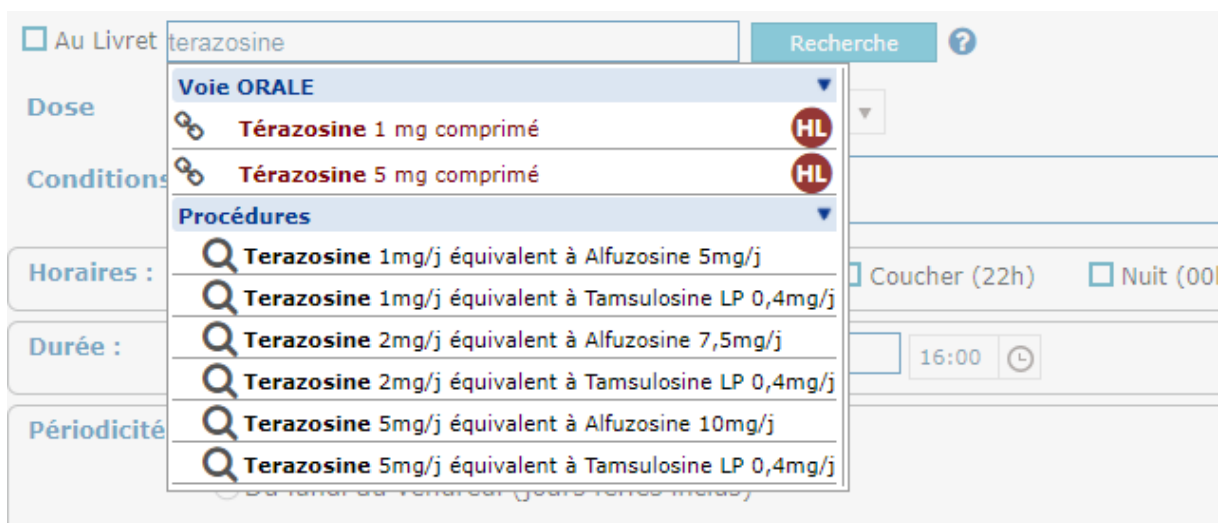 Au Livret terazosine Recherche ?
Voie ORALE
Dose
Térazosine 1 mg comprimé HL
Térazosine 5 mg comprimé HL
Conditions
Procédures
Terazosine 1mg/j équivalent à Alfuzosine 5mg/j
Horaires : Coucher (22h) Nuit (00h
Terazosine 1mg/j équivalent à Tamsulosine LP 0,4mg/j
Terazosine 2mg/j équivalent à Alfuzosine 7,5mg/j
Durée : 16:00
Terazosine 2mg/j équivalent à Tamsulosine LP 0,4mg/j
Terazosine 5mg/j équivalent à Alfuzosine 10mg/j
Périodicité
Terazosine 5mg/j équivalent à Tamsulosine LP 0,4mg/j